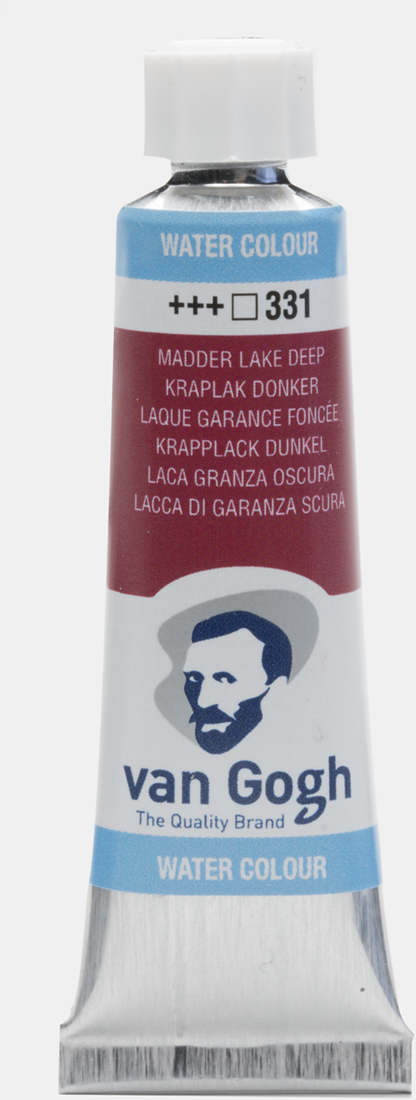 WATER COLOUR
+++ □ 331
MADDER LAKE DEEP
KRAPLAK DONKER
LAQUE GARANCE FONCÉE
KRAPPLACK DUNKEL
LACA GRANZA OSCURA
LACCA DI GARANZA SCURA
van Gogh
The Quality Brand
WATER COLOUR